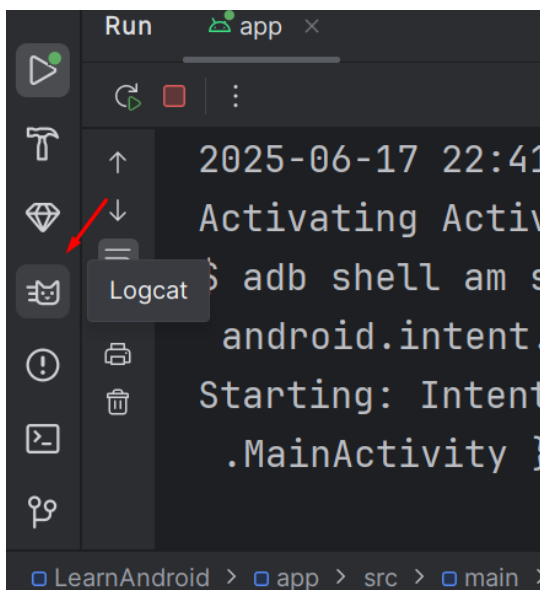 Run app
2025-06-17 22:41
Activating Activ
$ adb shell am s
Logcat
android.intent.
Starting: Intent
.MainActivity }
LearnAndroid > app > src > main >